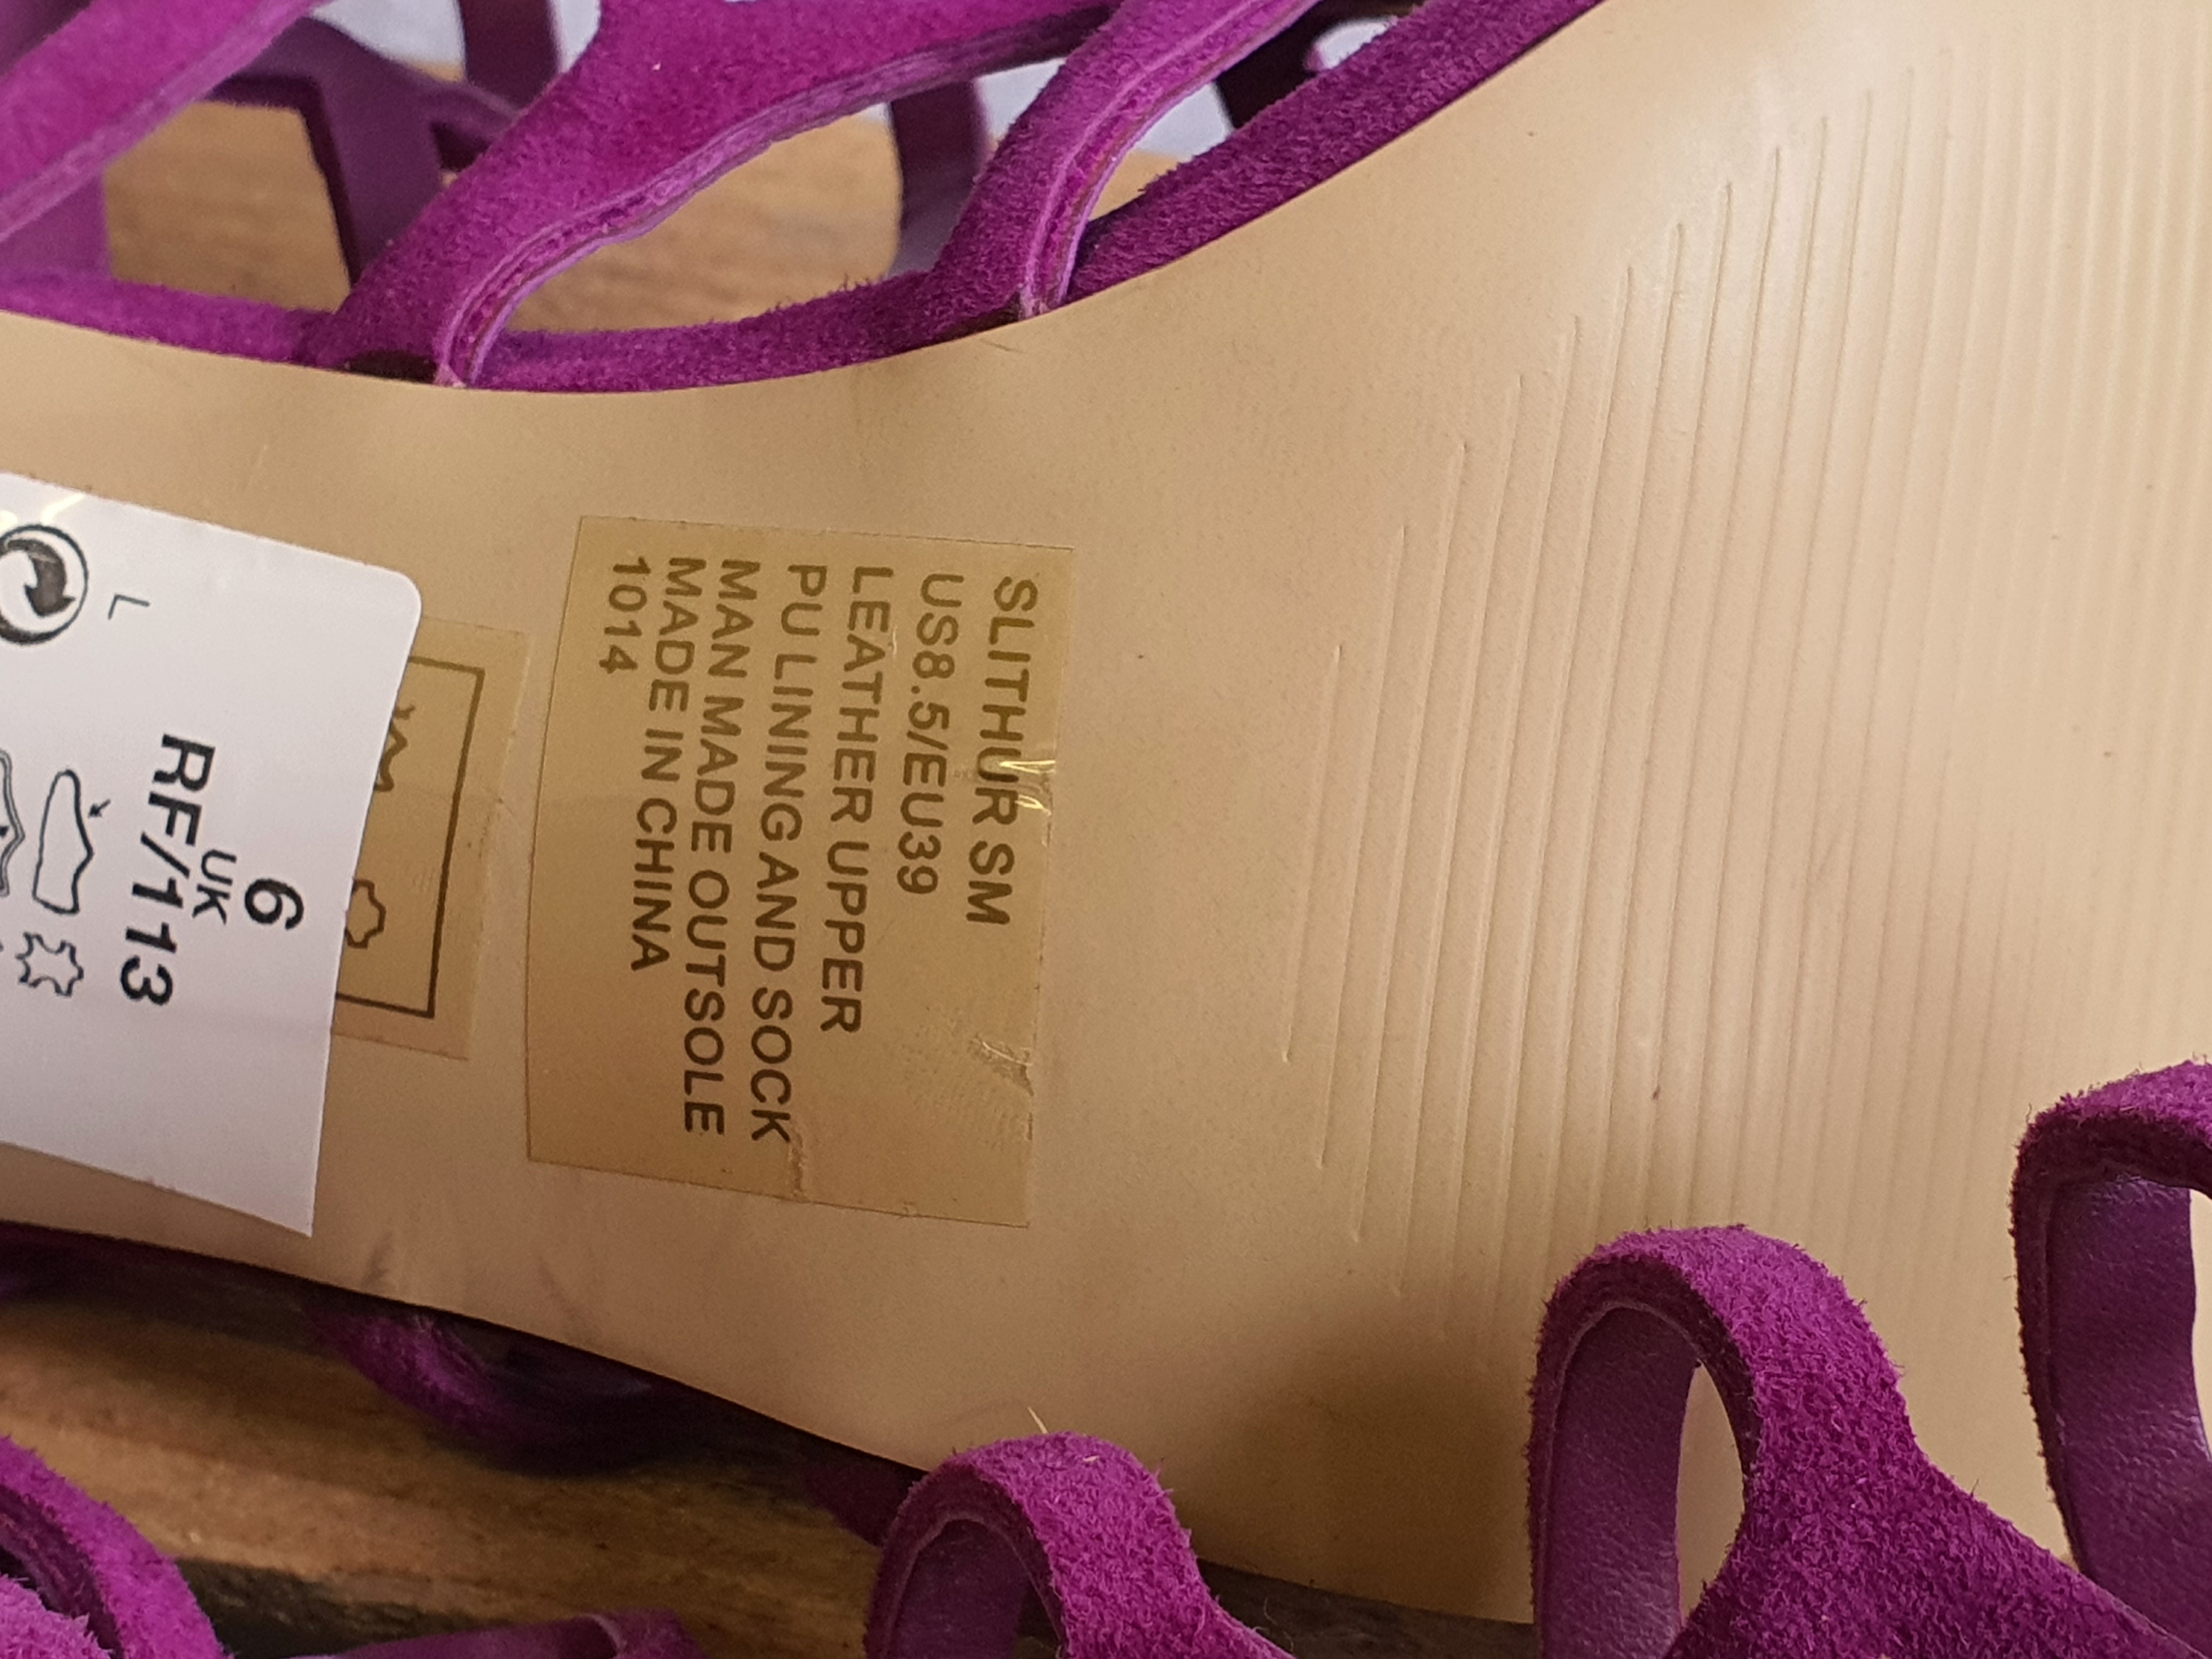 SLITHUR SM
US8.5/EU39
LEATHER UPPER
PU LINING AND SOCK
MAN MADE OUTSOLE
MADE IN CHINA
1014
6
UK
RF/113
L